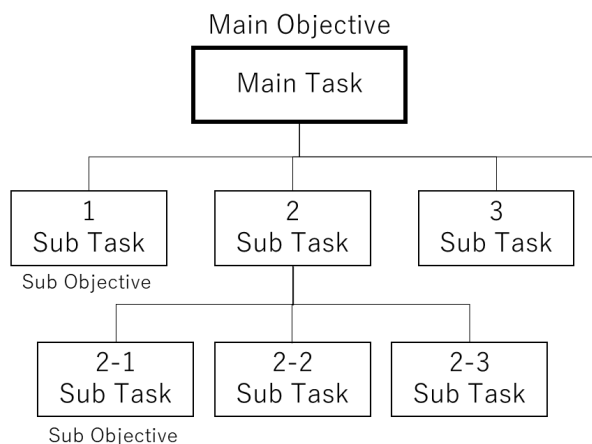 Main Objective
Main Task
1
Sub Task
2
Sub Task
3
Sub Task
Sub Objective
2-1
Sub Task
2-2
Sub Task
2-3
Sub Task
Sub Objective